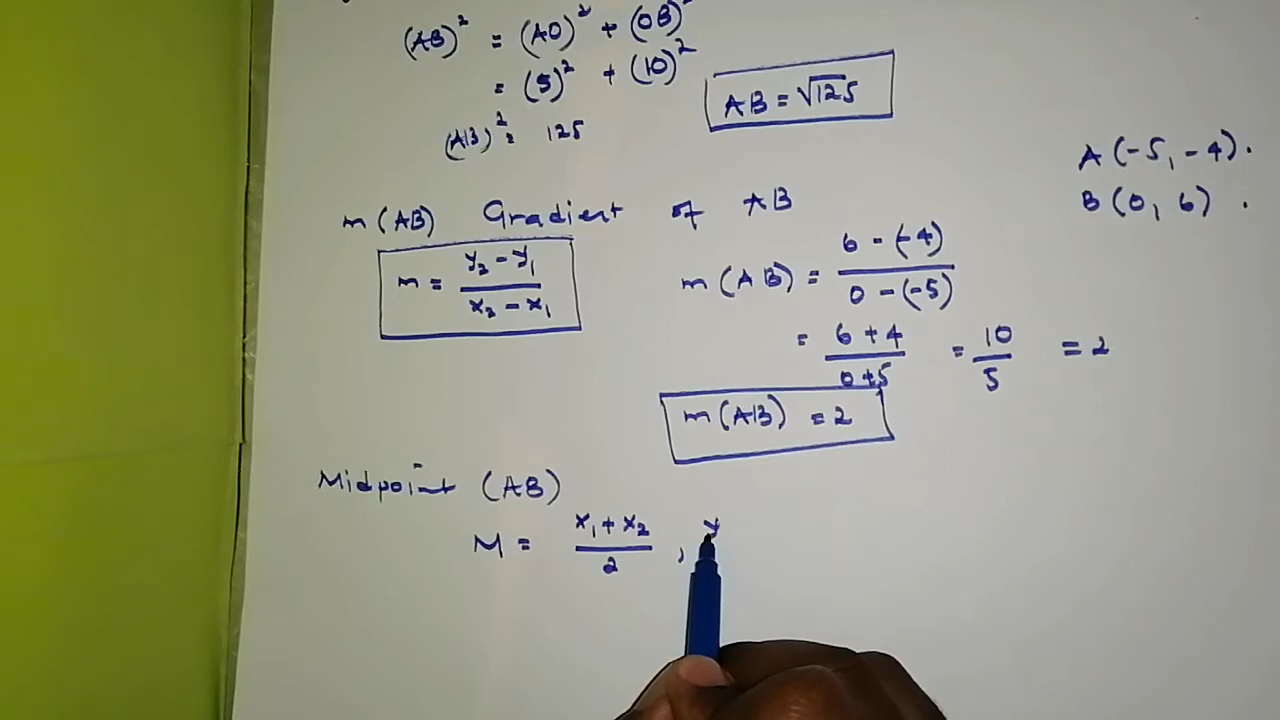 (AB)² = (AO)² + (OB)²
= (5)² + (10)²
(AB)² = 125
AB = √125
A (-5, -4).
B (0, 6) .
m (AB) Gradient of AB
m = y₂ - y₁ / x₂ - x₁
m (AB) = 6 - (-4) / 0 - (-5)
= 6 + 4 / 0 + 5 = 10 / 5 = 2
m (AB) = 2
Midpoint (AB)
M = x₁ + x₂ / 2 , y